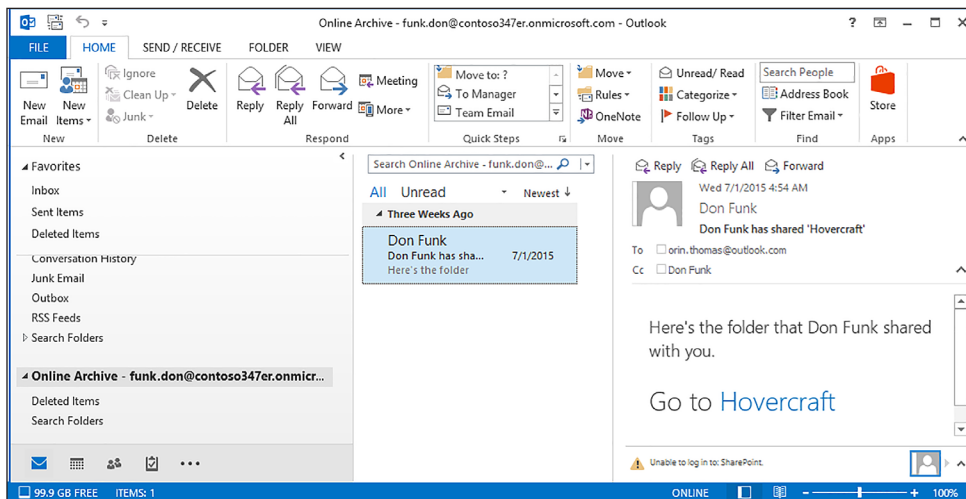 Online Archive - funk.don@contoso347er.onmicrosoft.com - Outlook
?
FILE HOME SEND / RECEIVE FOLDER VIEW
New Email
New Items
New
Ignore
Clean Up
Junk
Delete
Delete
Reply
Reply All
Forward
Meeting
More
Respond
Move to: ?
To Manager
Team Email
Quick Steps
Move
Rules
OneNote
Move
Unread/ Read
Categorize
Follow Up
Tags
Search People
Address Book
Filter Email
Find
Store
Apps
Favorites
Inbox
Sent Items
Deleted Items
Conversation History
Junk Email
Outbox
RSS Feeds
Search Folders
Online Archive - funk.don@contoso347er.onmicr...
Deleted Items
Search Folders
Search Online Archive - funk.don@...
All Unread Newest ↓
Three Weeks Ago
Don Funk
Don Funk has sha... 7/1/2015
Here's the folder
Reply Reply All Forward
Wed 7/1/2015 4:54 AM
Don Funk
Don Funk has shared 'Hovercraft'
To orin.thomas@outlook.com
Cc Don Funk
Here's the folder that Don Funk shared
with you.
Go to Hovercraft
Unable to log in to: SharePoint.
99.9 GB FREE ITEMS: 1 ONLINE 100%